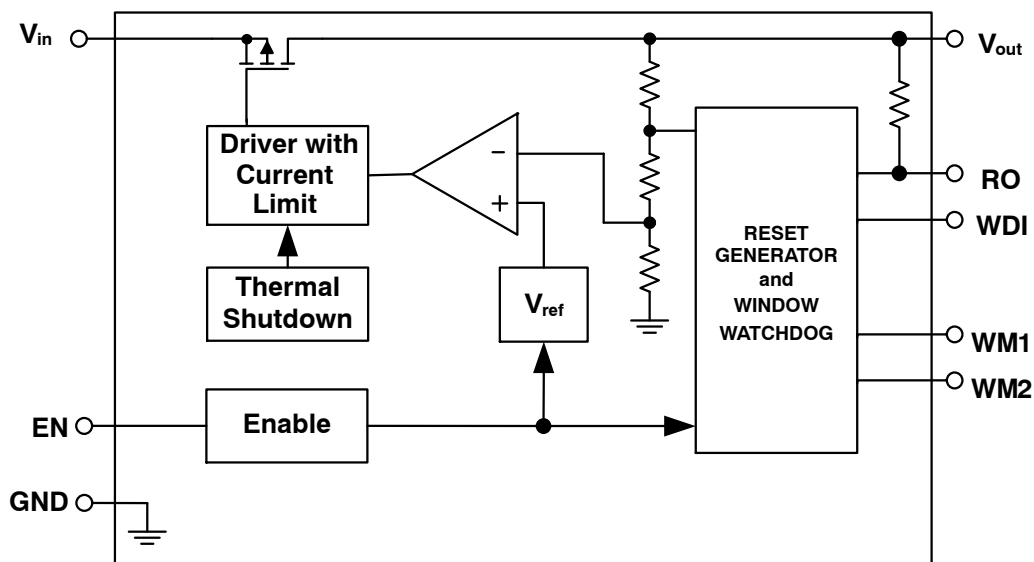 Vin
Vout
Driver with
Current
Limit
−
+
RO
WDI
RESET
GENERATOR
and
WINDOW
WATCHDOG
Thermal
Shutdown
Vref
WM1
WM2
EN
Enable
GND